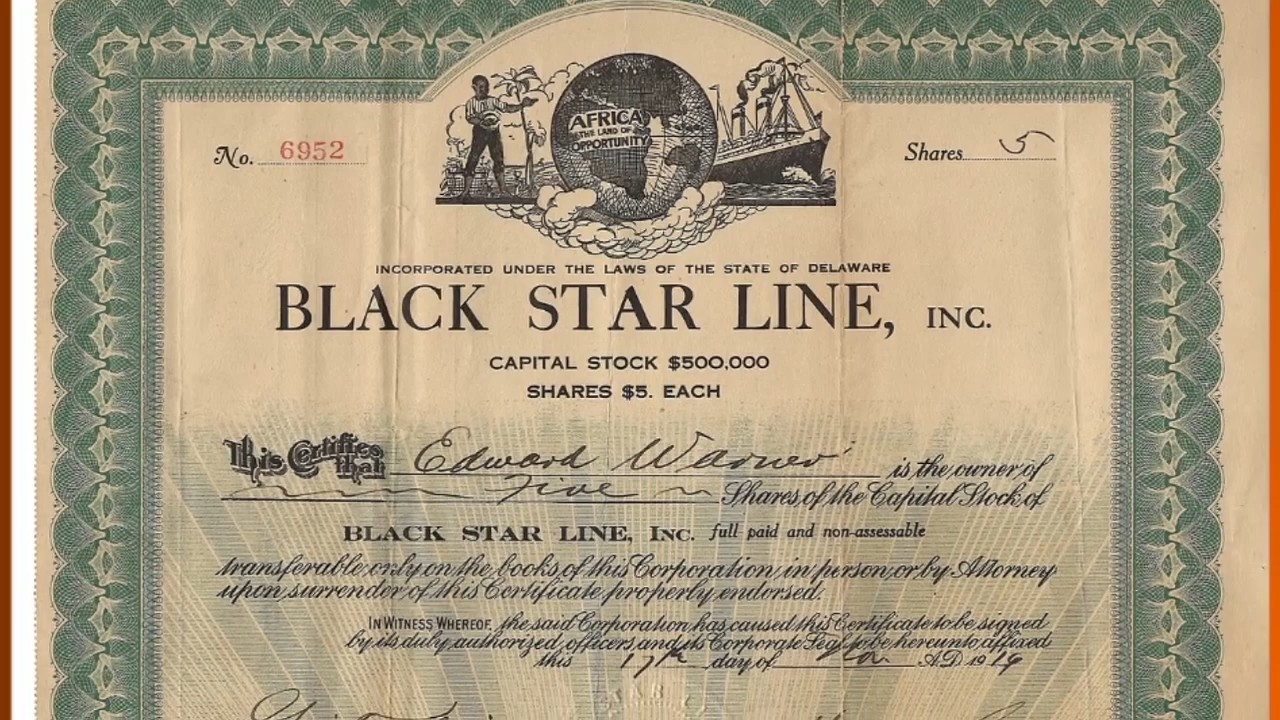 AFRICA
THE LAND OF
OPPORTUNITY
No. 6952
Shares 5
INCORPORATED UNDER THE LAWS OF THE STATE OF DELAWARE
BLACK STAR LINE, INC.
CAPITAL STOCK $500,000
SHARES $5. EACH
This Certifies that Edward Warner is the owner of
Five Shares of the Capital Stock of
BLACK STAR LINE, INC. full paid and non-assessable
transferable only on the books of this Corporation in person or by Attorney
upon surrender of this Certificate properly endorsed.
IN WITNESS WHEREOF, the said Corporation has caused this Certificate to be signed
by its duly authorized officers and its Corporate Seal to be hereunto affixed
this 17th day of A.D. 1919
STAR